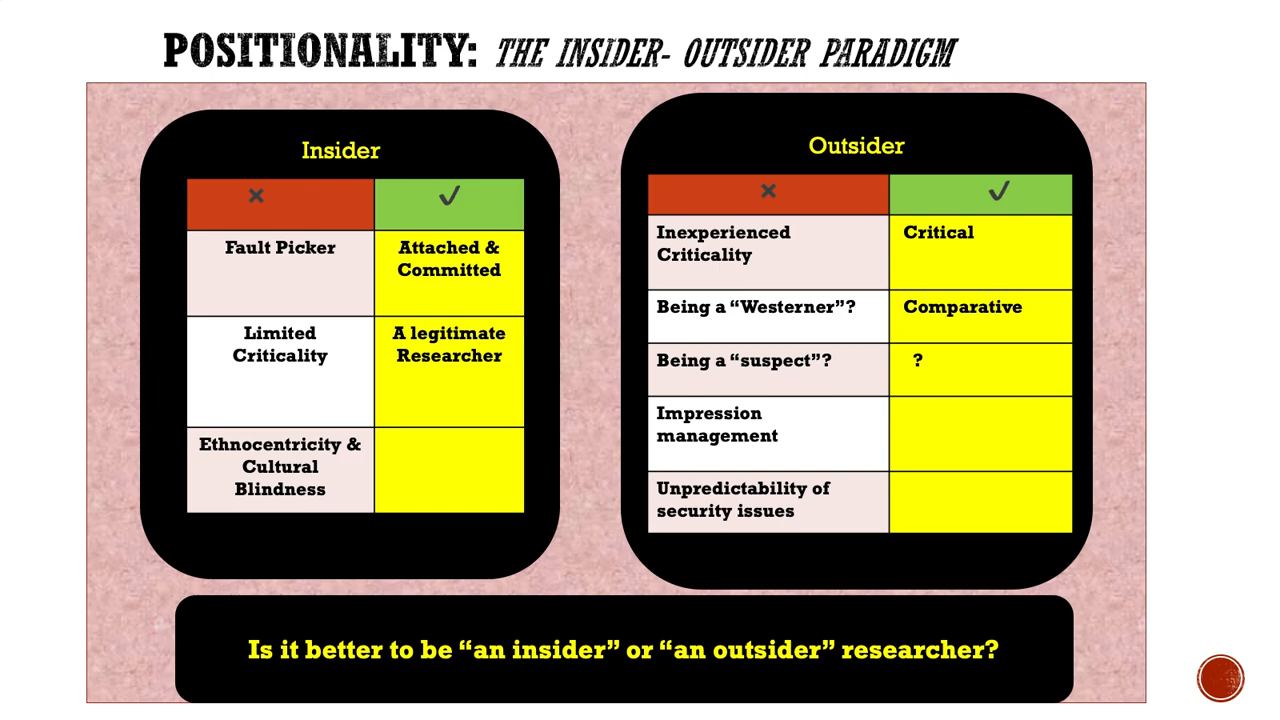 POSITIONALITY: THE INSIDER- OUTSIDER PARADIGM
Insider
✕ ✓
Fault Picker
Attached &
Committed
Limited
Criticality
A legitimate
Researcher
Ethnocentricity &
Cultural
Blindness
Outsider
✕ ✓
Inexperienced
Criticality
Critical
Being a “Westerner”?
Comparative
Being a “suspect”?
?
Impression
management
Unpredictability of
security issues
Is it better to be “an insider” or “an outsider” researcher?